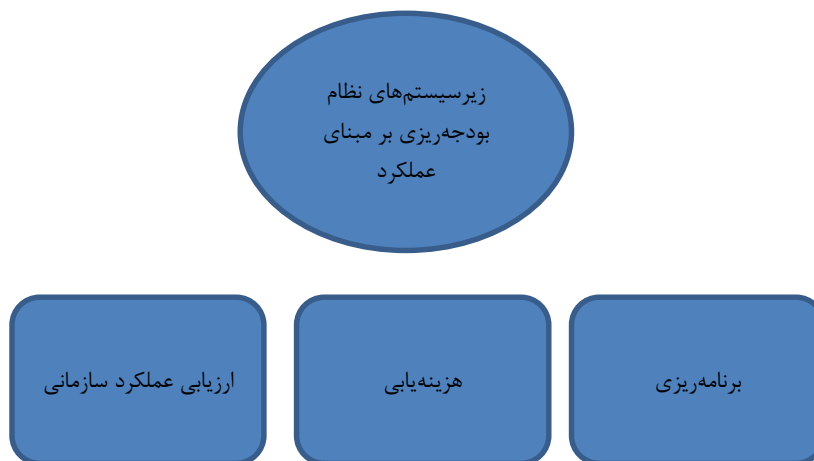 زیرسیستم‌های نظام
بودجه‌ریزی بر مبنای
عملکرد
برنامه‌ریزی
هزینه‌یابی
ارزیابی عملکرد سازمانی